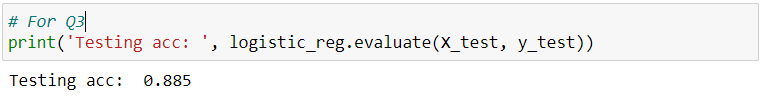 # For Q3
print('Testing acc: ', logistic_reg.evaluate(X_test, y_test))
Testing acc:  0.885